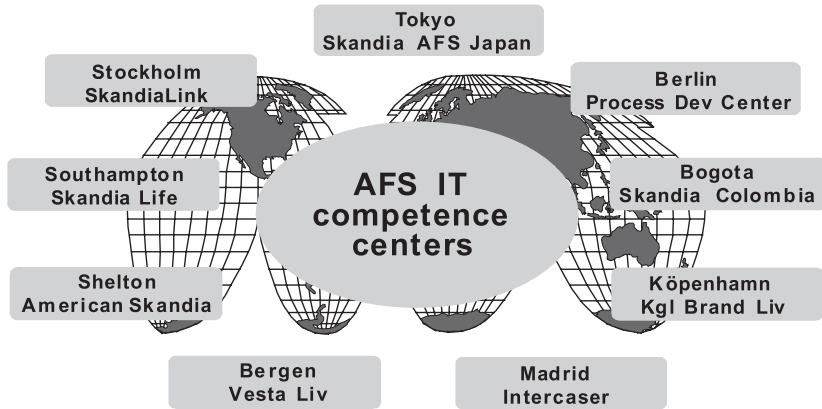 Tokyo
Skandia AFS Japan
Stockholm
SkandiaLink
Berlin
Process Dev Center
Southampton
Skandia Life
AFS IT
competence
centers
Bogota
Skandia Colombia
Shelton
American Skandia
Köpenhamn
Kgl Brand Liv
Bergen
Vesta Liv
Madrid
Intercaser